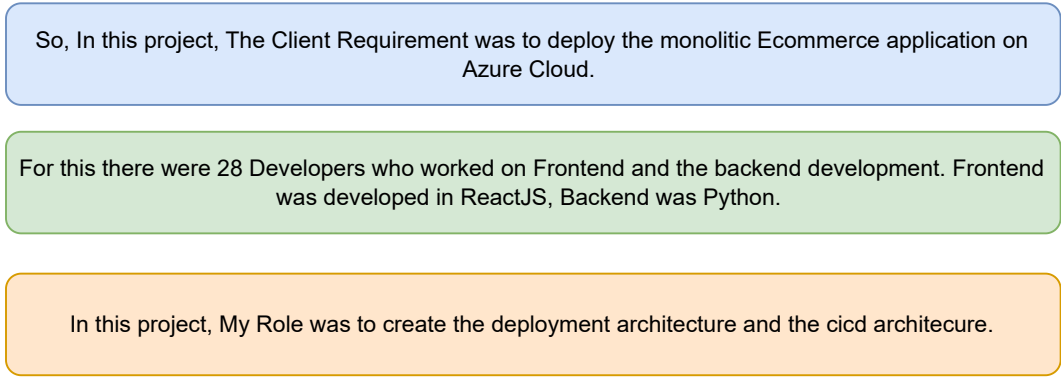 So, In this project, The Client Requirement was to deploy the monolitic Ecommerce application on
Azure Cloud.
For this there were 28 Developers who worked on Frontend and the backend development. Frontend
was developed in ReactJS, Backend was Python.
In this project, My Role was to create the deployment architecture and the cicd architecure.